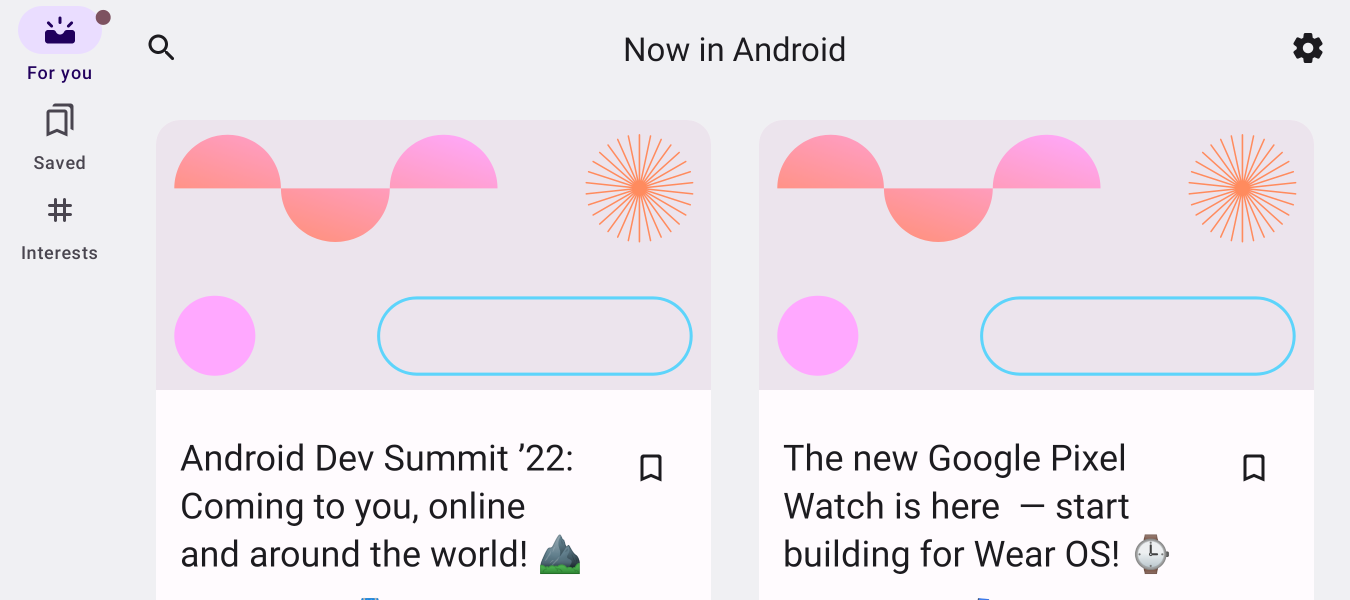 For you
Saved
Interests
Now in Android
Android Dev Summit ’22:
Coming to you, online
and around the world! ⛰️
The new Google Pixel
Watch is here — start
building for Wear OS! ⌚